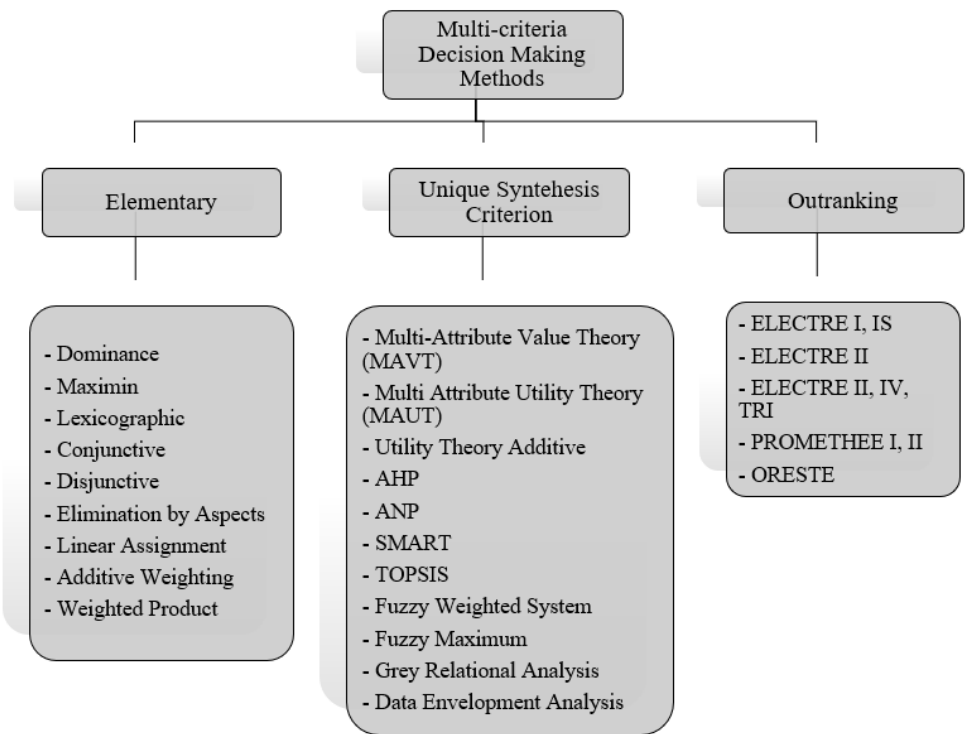 Multi-criteria
Decision Making
Methods
Elementary
Unique Syntehesis
Criterion
Outranking
- Dominance
- Maximin
- Lexicographic
- Conjunctive
- Disjunctive
- Elimination by Aspects
- Linear Assignment
- Additive Weighting
- Weighted Product
- Multi-Attribute Value Theory
(MAVT)
- Multi Attribute Utility Theory
(MAUT)
- Utility Theory Additive
- AHP
- ANP
- SMART
- TOPSIS
- Fuzzy Weighted System
- Fuzzy Maximum
- Grey Relational Analysis
- Data Envelopment Analysis
- ELECTRE I, IS
- ELECTRE II
- ELECTRE II, IV,
TRI
- PROMETHEE I, II
- ORESTE